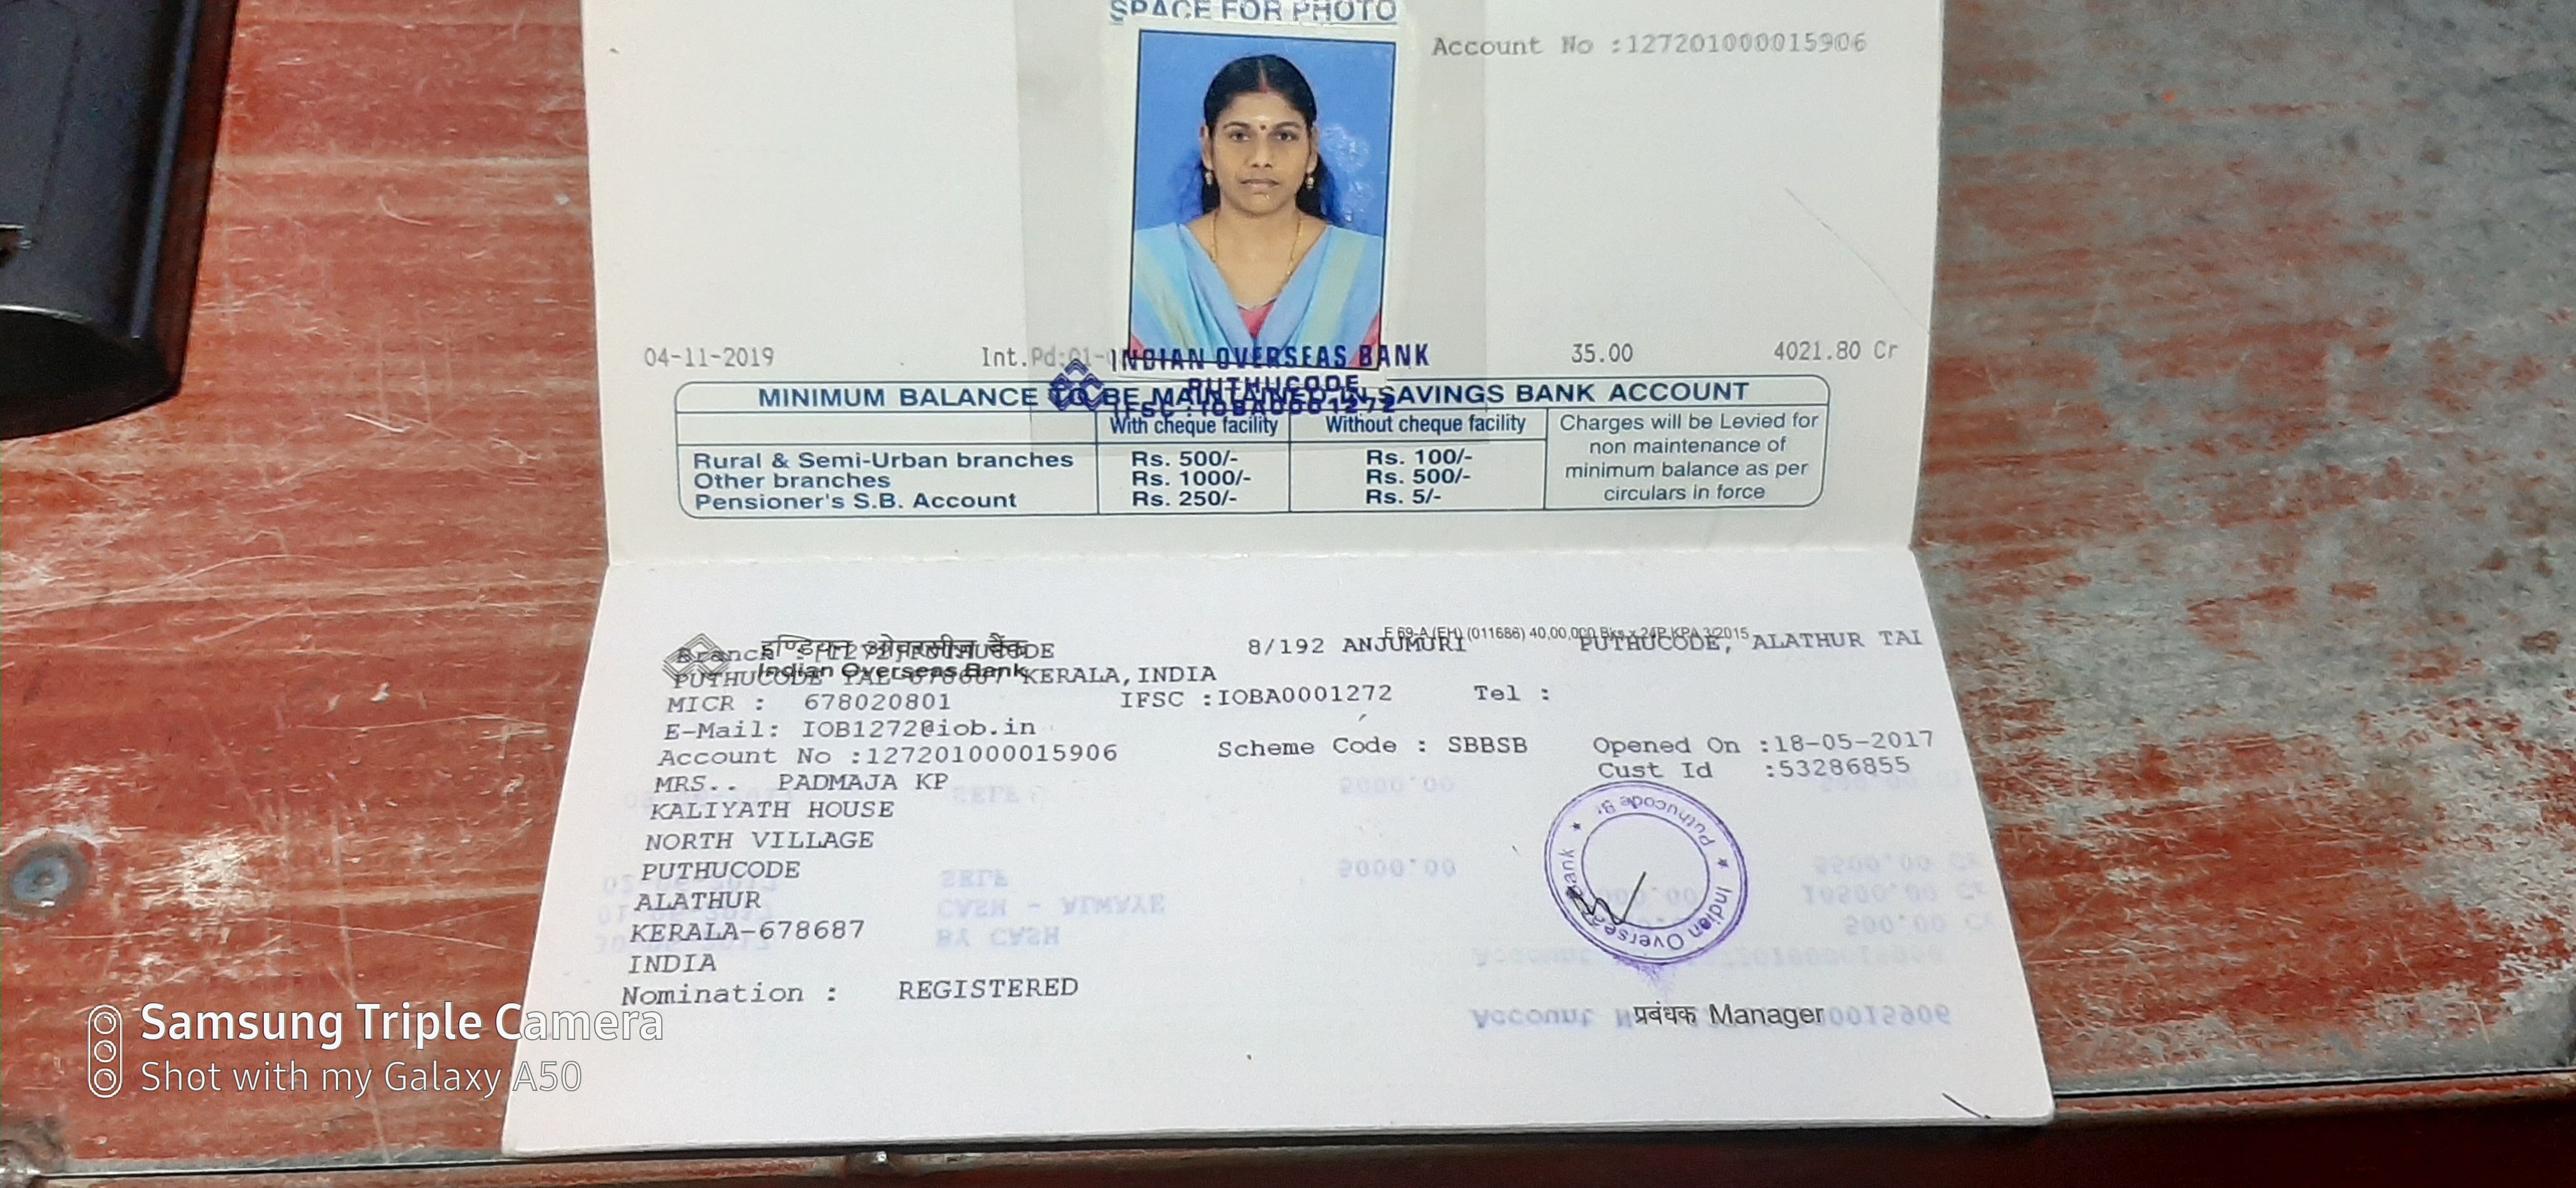 SPACE FOR PHOTO
Account No :127201000015906
04-11-2019 Int.Pd:01- 35.00 4021.80 Cr
INDIAN OVERSEAS BANK
PUTHUCODE
IFSC : IOBA0001272
MINIMUM BALANCE TO BE MAINTAINED IN SAVINGS BANK ACCOUNT
With cheque facility Without cheque facility
Rural & Semi-Urban branches Rs. 500/- Rs. 100/-
Other branches Rs. 1000/- Rs. 500/-
Pensioner's S.B. Account Rs. 250/- Rs. 5/-
Charges will be Levied for
non maintenance of
minimum balance as per
circulars in force
इण्डियन ओवरसीज बैंक
Indian Overseas Bank
F.69-A (EH) (011686) 40,00,000 Bks x 24P KPA 3/2015
Branch : [1272] PUTHUCODE 8/192 ANJUMURI PUTHUCODE, ALATHUR TAL
PUTHUCODE 678687 KERALA, INDIA
MICR : 678020801 IFSC :IOBA0001272 Tel :
E-Mail: IOB1272@iob.in
Account No :127201000015906 Scheme Code : SBBSB Opened On :18-05-2017
Cust Id :53286855
MRS.. PADMAJA KP
KALIYATH HOUSE
NORTH VILLAGE
PUTHUCODE
ALATHUR
KERALA-678687
INDIA
Nomination : REGISTERED
Indian Overseas Bank ★ Puthucode Br ★
प्रबंधक Manager
Samsung Triple Camera
Shot with my Galaxy A50